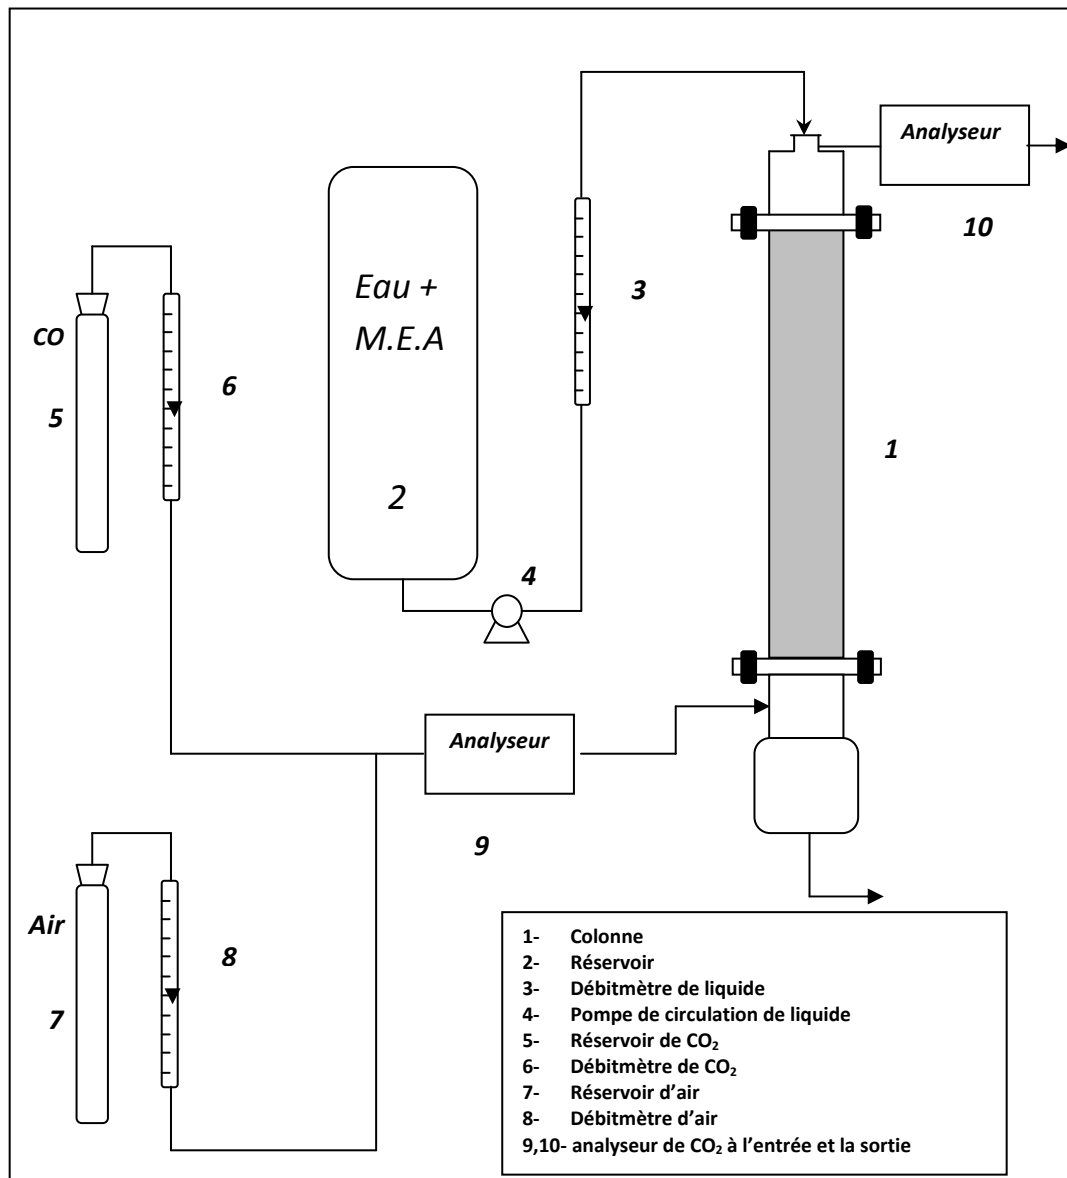 Analyseur
10
Eau +
M.E.A
2
3
CO
5
6
1
4
Analyseur
9
Air
7
8
1- Colonne
2- Réservoir
3- Débitmètre de liquide
4- Pompe de circulation de liquide
5- Réservoir de CO₂
6- Débitmètre de CO₂
7- Réservoir d’air
8- Débitmètre d’air
9,10- analyseur de CO₂ à l’entrée et la sortie